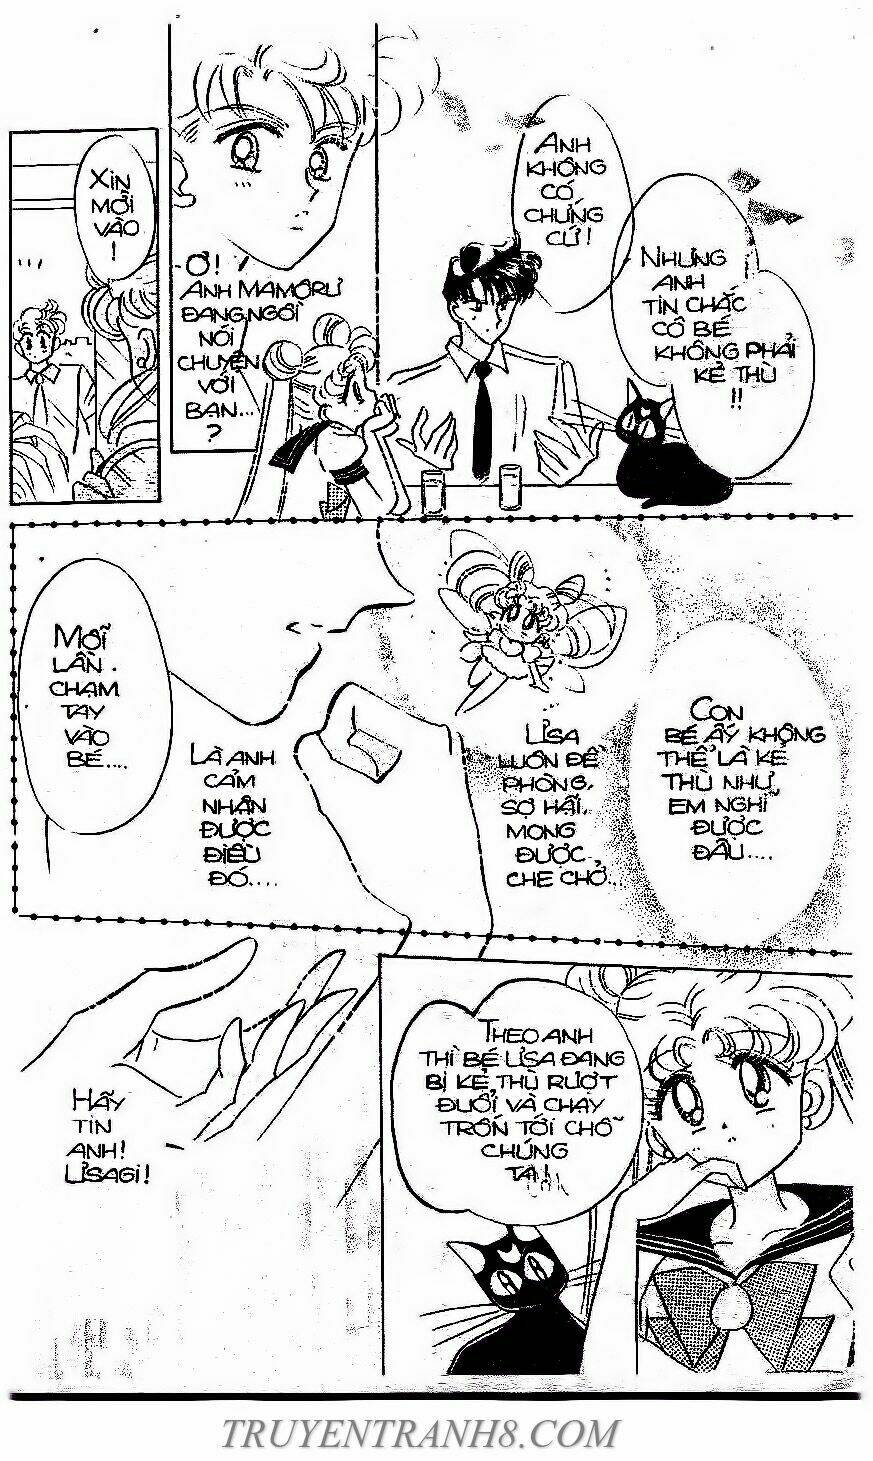 XIN
MỜI
VÀO
!
Ơ!
ANH MAMORƯ
ĐANG NGỒI
NÓI
CHUYỆN
VỚI
BẠN...
?
ANH
KHÔNG
CÓ
CHỨNG
CỨ!
NHƯNG
ANH
TIN CHẮC
CÔ BÉ
KHÔNG PHẢI
KẺ THÙ
!!
MỖI
LẦN
CHẠM
TAY
VÀO
BÉ....
LÀ ANH
CẢM
NHẬN
ĐƯỢC
ĐIỀU
ĐÓ....
ƯSA
LUÔN ĐỀ
PHÒNG,
SỢ HÃI,
MONG
ĐƯỢC
CHE CHỞ...
CON
BÉ ẤY KHÔNG
THỂ LÀ KẺ
THÙ NHƯ
EM NGHĨ
ĐƯỢC
ĐÂU....
HÃY
TIN
ANH!
ƯSAGI!
THEO ANH
THÌ BÉ ƯSA ĐANG
BỊ KẺ THÙ RƯỢT
ĐUỔI VÀ CHẠY
TRỐN TỚI CHỖ
CHÚNG
TA!
TRUYENTRANH8.COM